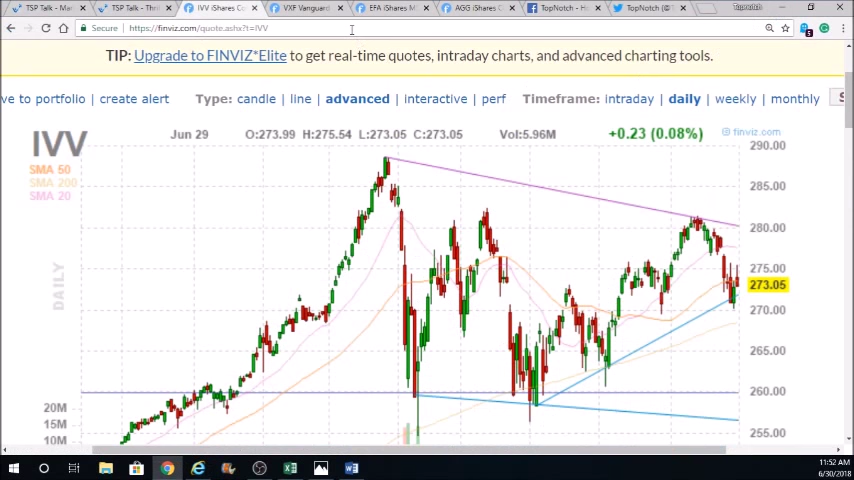 TSP Talk - Mar
TSP Talk - Thri
IVV iShares Co
VXF Vanguard
EFA iShares M
AGG iShares C
TopNotch - H
TopNotch (@T
TopNotch
Secure | https://finviz.com/quote.ashx?t=IVV
TIP: Upgrade to FINVIZ*Elite to get real-time quotes, intraday charts, and advanced charting tools.
ve to portfolio | create alert Type: candle | line | advanced | interactive | perf Timeframe: intraday | daily | weekly | monthly
IVV Jun 29 O:273.99 H:275.54 L:273.05 C:273.05 Vol:5.96M +0.23 (0.08%) © finviz.com
SMA 50
SMA 200
SMA 20
DAILY
290.00
285.00
280.00
275.00
273.05
270.00
265.00
260.00
255.00
20M
15M
10M
11:52 AM
6/30/2018